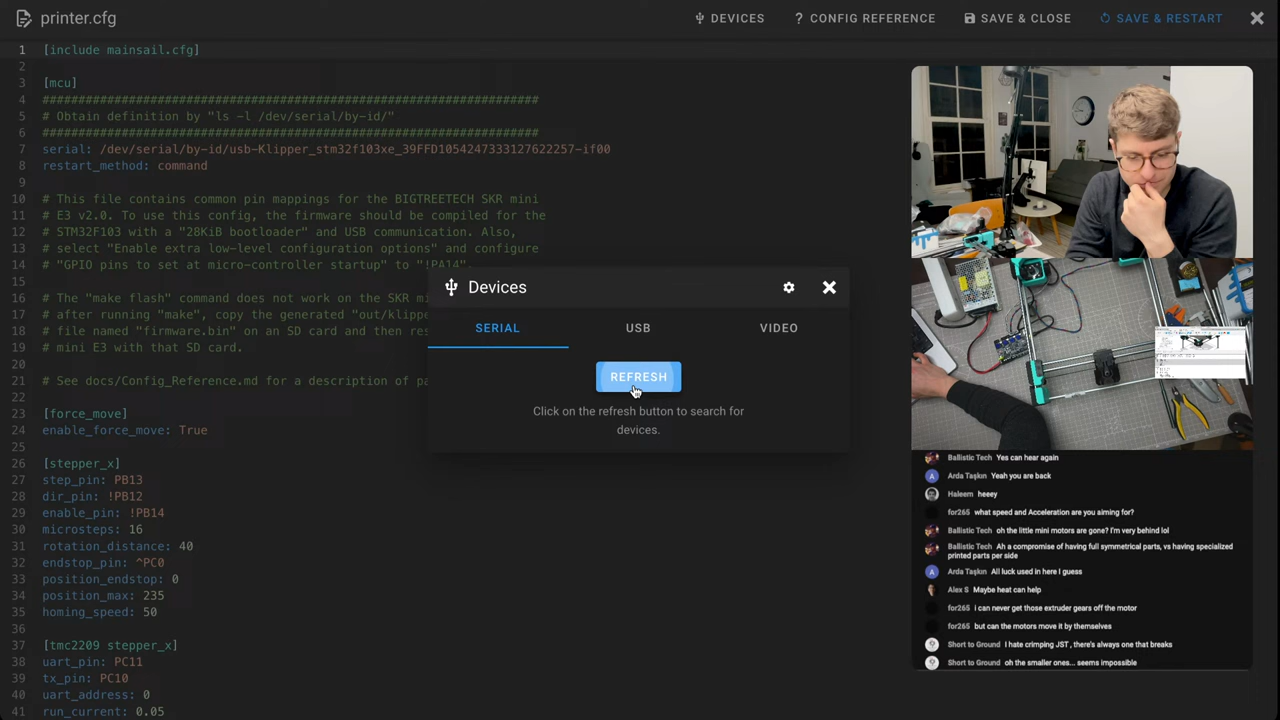 printer.cfg
DEVICES
? CONFIG REFERENCE
SAVE & CLOSE
SAVE & RESTART
1 [include mainsail.cfg]
2
3 [mcu]
4 #####################################################################
5 # Obtain definition by "ls -l /dev/serial/by-id/"
6 #####################################################################
7 serial: /dev/serial/by-id/usb-Klipper_stm32f103xe_39FFD1054247333127622257-if00
8 restart_method: command
9
10 # This file contains common pin mappings for the BIGTREETECH SKR mini
11 # E3 v2.0. To use this config, the firmware should be compiled for the
12 # STM32F103 with a "28KiB bootloader" and USB communication. Also,
13 # select "Enable extra low-level configuration options" and configure
14 # "GPIO pins to set at micro-controller startup" to "!PA14".
15
16 # The "make flash" command does not work on the SKR mi
17 # after running "make", copy the generated "out/klippe
18 # file named "firmware.bin" on an SD card and then res
19 # mini E3 with that SD card.
20
21 # See docs/Config_Reference.md for a description of pa
22
23 [force_move]
24 enable_force_move: True
25
26 [stepper_x]
27 step_pin: PB13
28 dir_pin: !PB12
29 enable_pin: !PB14
30 microsteps: 16
31 rotation_distance: 40
32 endstop_pin: ^PC0
33 position_endstop: 0
34 position_max: 235
35 homing_speed: 50
36
37 [tmc2209 stepper_x]
38 uart_pin: PC11
39 tx_pin: PC10
40 uart_address: 0
41 run_current: 0.05
Devices
SERIAL
USB
VIDEO
REFRESH
Click on the refresh button to search for
devices.
Ballistic Tech Yes can hear again
A Arda Taşkın Yeah you are back
Haleem heeey
for265 what speed and Acceleration are you aiming for?
Ballistic Tech oh the little mini motors are gone? I'm very behind lol
Ballistic Tech Ah a compromise of having full symmetrical parts, vs having specialized
printed parts per side
A Arda Taşkın All luck used in here I guess
Alex S Maybe heat can help
for265 i can never get those extruder gears off the motor
for265 but can the motors move it by themselves
Short to Ground I hate crimping JST , there's always one that breaks
Short to Ground oh the smaller ones... seems impossible